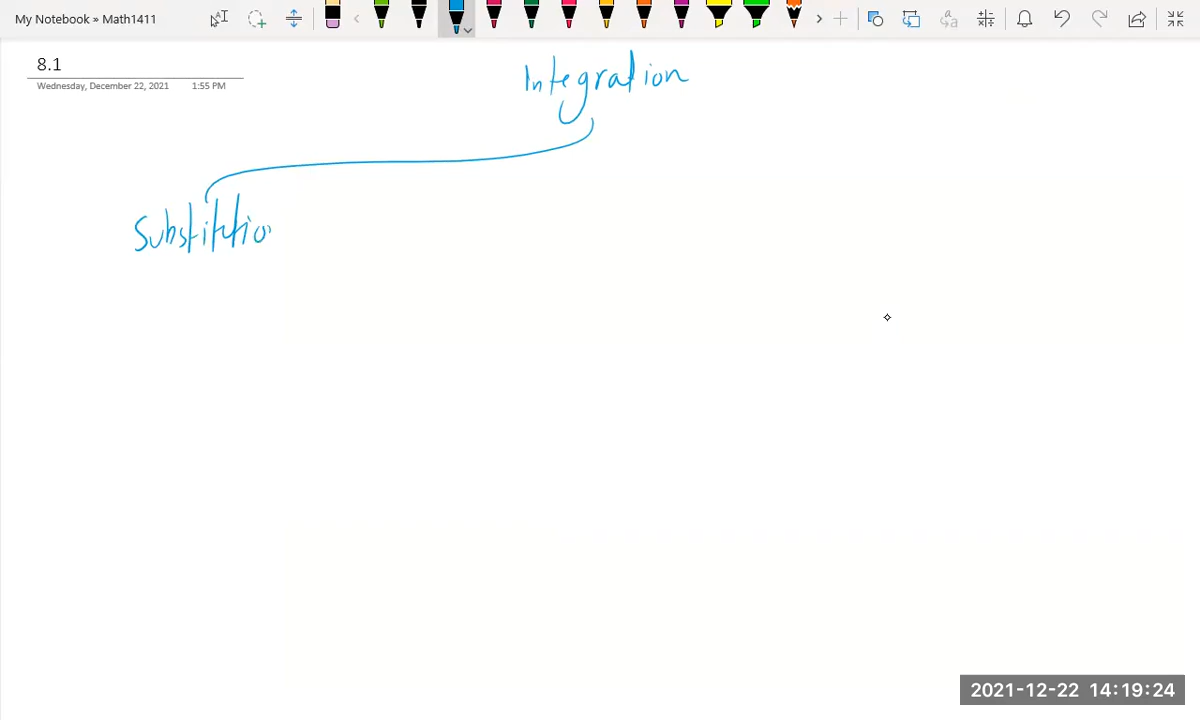 My Notebook » Math1411
8.1
Wednesday, December 22, 2021 1:55 PM
Integration
Substitutio
2021-12-22 14:19:24